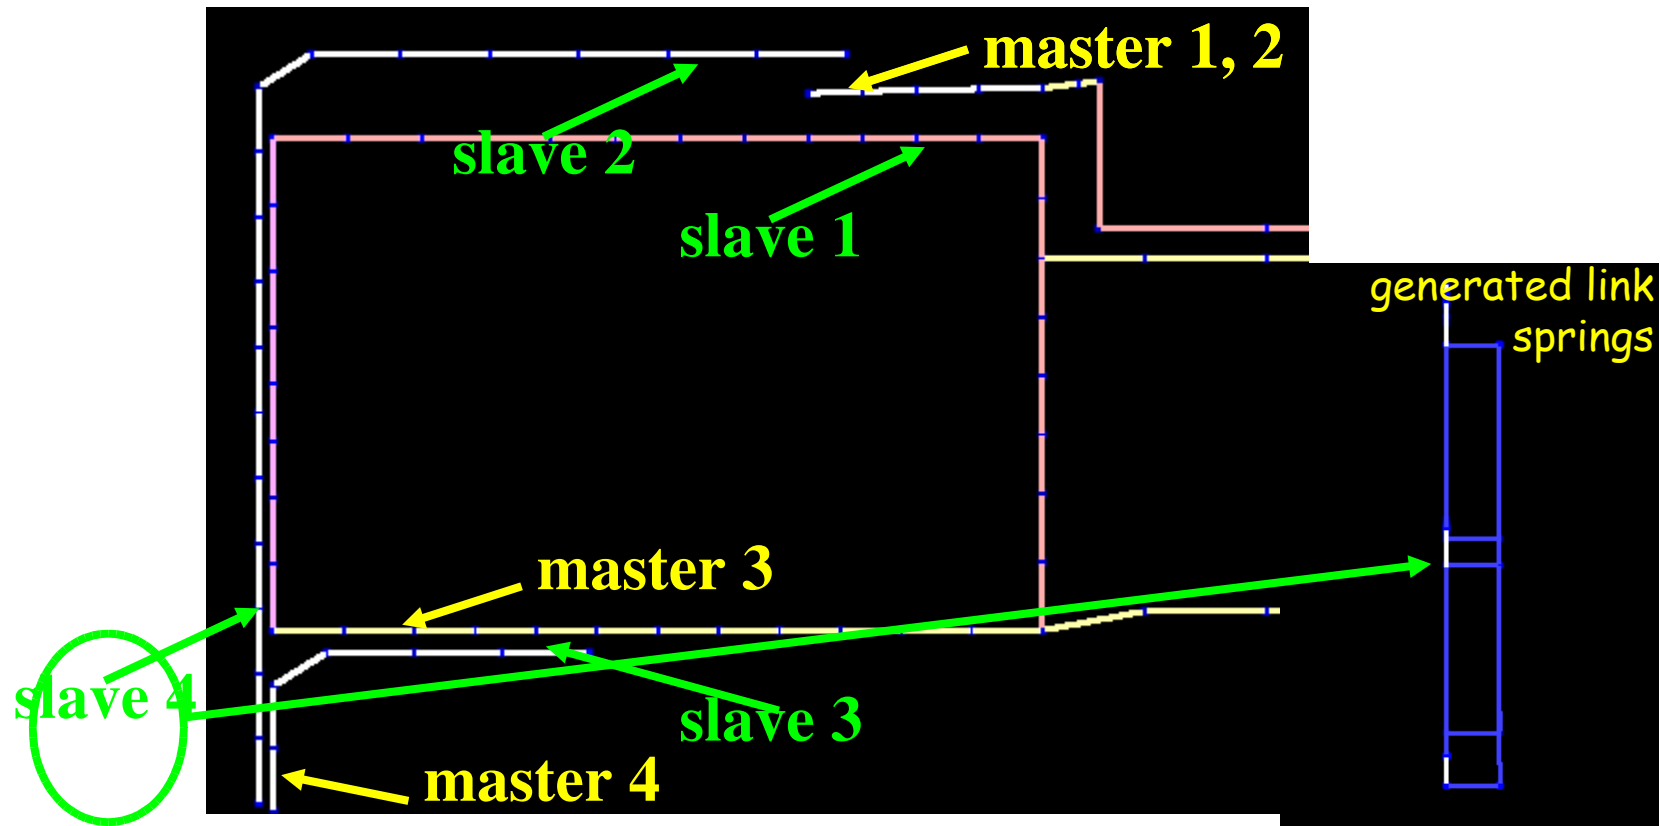 master 1, 2
slave 2
slave 1
generated link
springs
master 3
slave 4
slave 3
master 4